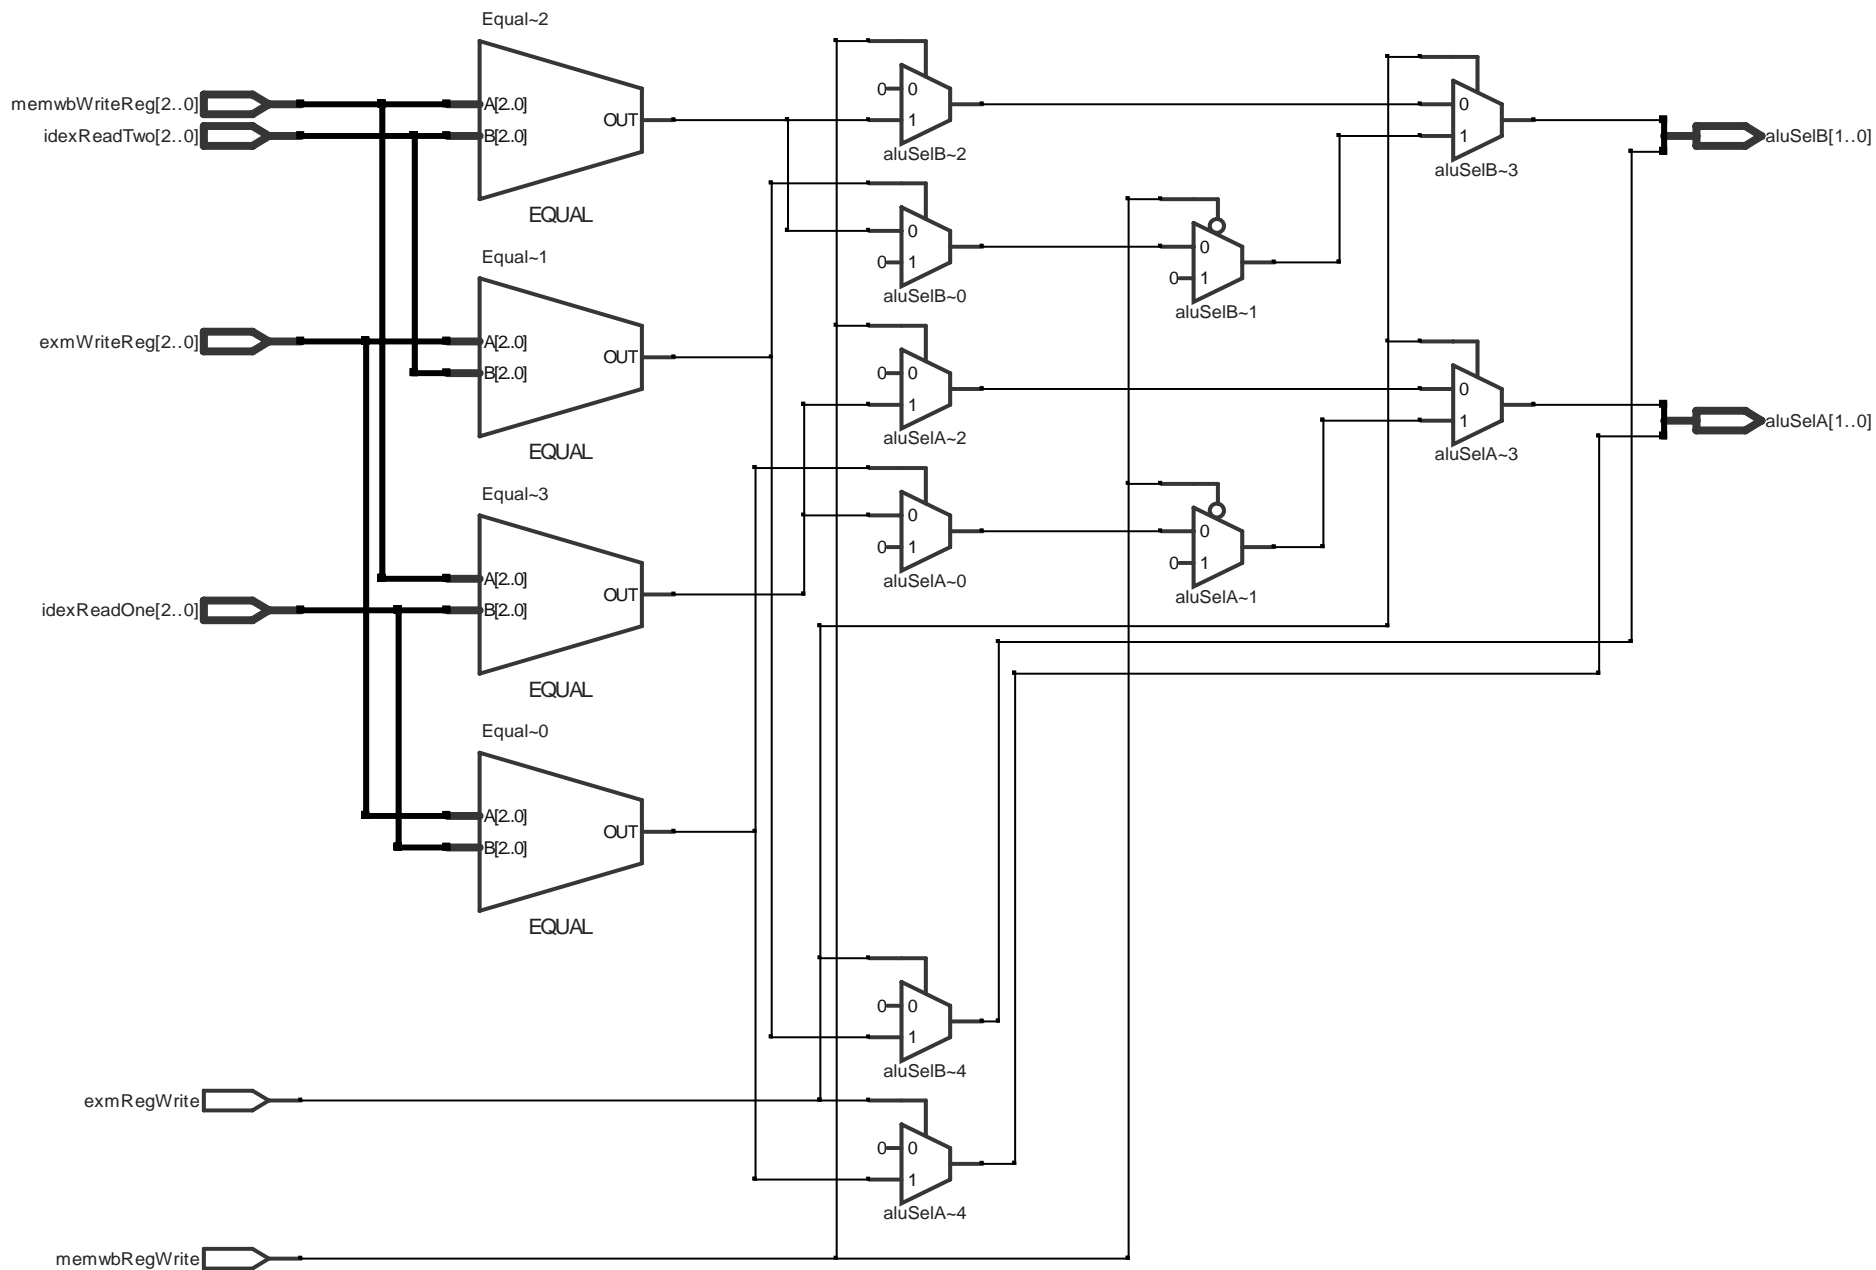 Equal~2
memwbWriteReg[2..0]
idexReadTwo[2..0]
A[2..0]
B[2..0]
OUT
EQUAL
0
0
1
aluSelB~2
0
1
aluSelB~3
aluSelB[1..0]
0
0
1
aluSelB~0
0
0
1
aluSelB~1
Equal~1
exmWriteReg[2..0]
A[2..0]
B[2..0]
OUT
EQUAL
0
0
1
aluSelA~2
0
1
aluSelA~3
aluSelA[1..0]
Equal~3
0
0
1
aluSelA~0
0
0
1
aluSelA~1
idexReadOne[2..0]
A[2..0]
B[2..0]
OUT
EQUAL
Equal~0
A[2..0]
B[2..0]
OUT
EQUAL
0
0
1
aluSelB~4
exmRegWrite
0
0
1
aluSelA~4
memwbRegWrite